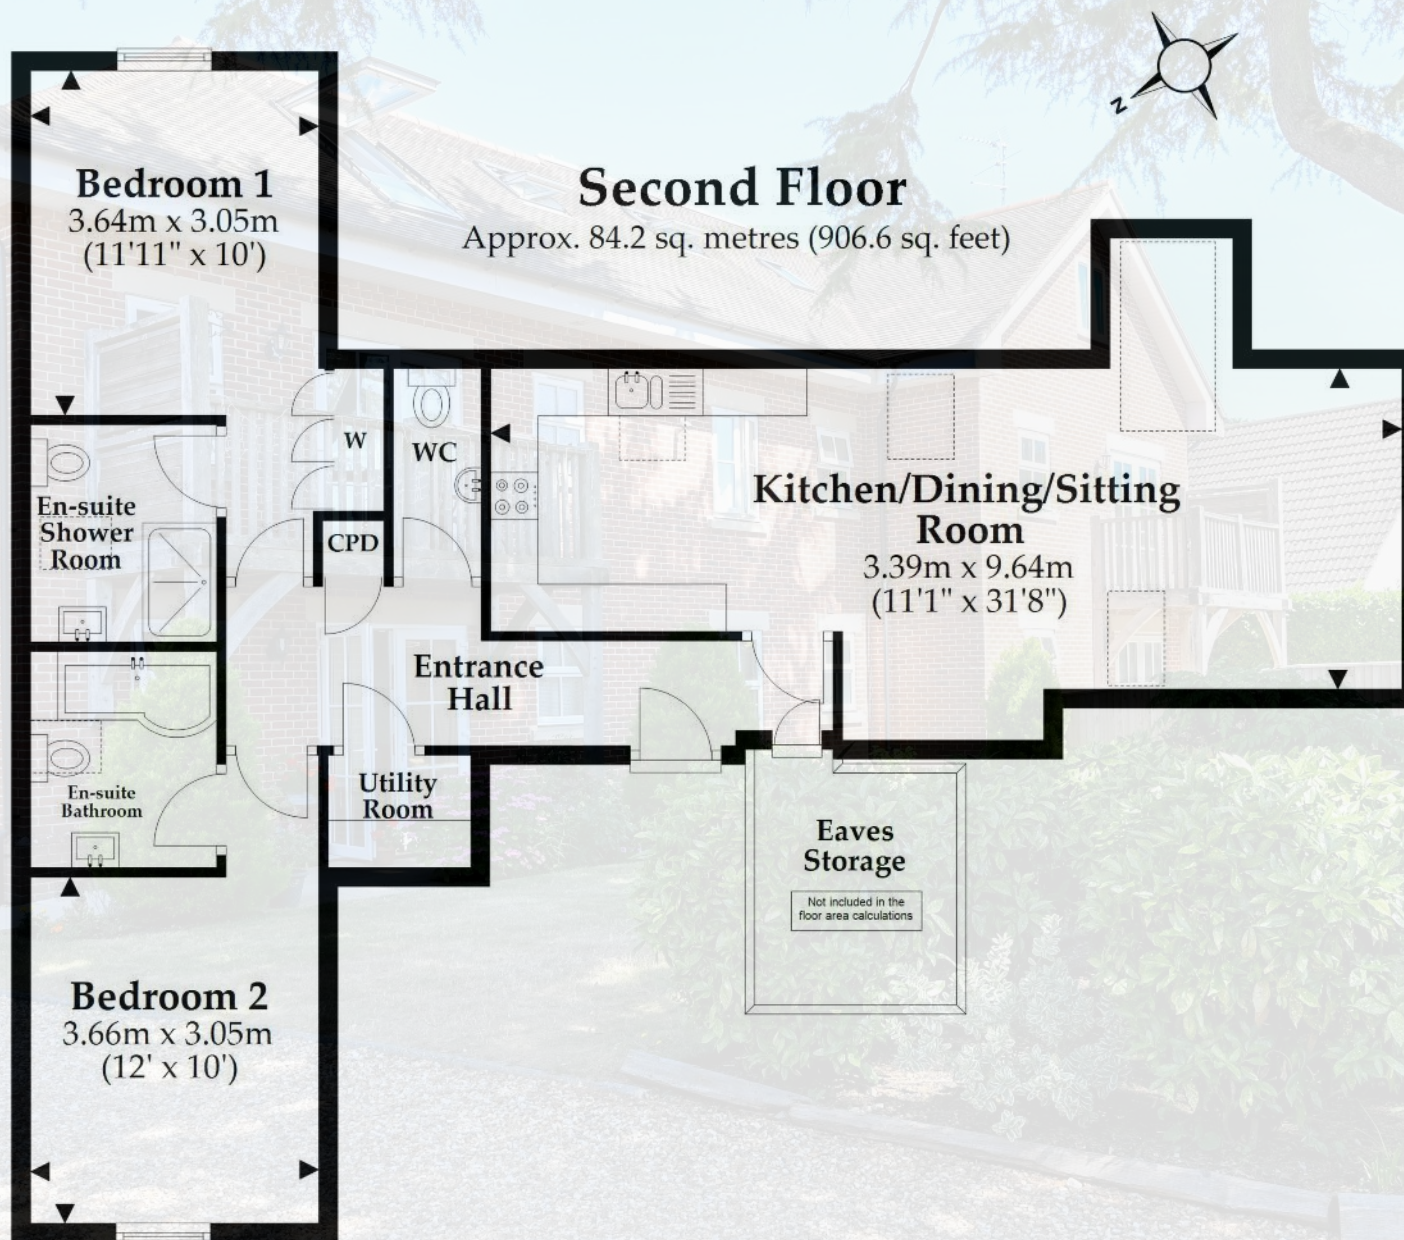 N
Second Floor
Approx. 84.2 sq. metres (906.6 sq. feet)
Bedroom 1
3.64m x 3.05m
(11'11" x 10')
W
WC
En-suite
Shower
Room
CPD
Kitchen/Dining/Sitting
Room
3.39m x 9.64m
(11'1" x 31'8")
Entrance
Hall
En-suite
Bathroom
Utility
Room
Eaves
Storage
Not included in the
floor area calculations
Bedroom 2
3.66m x 3.05m
(12' x 10')